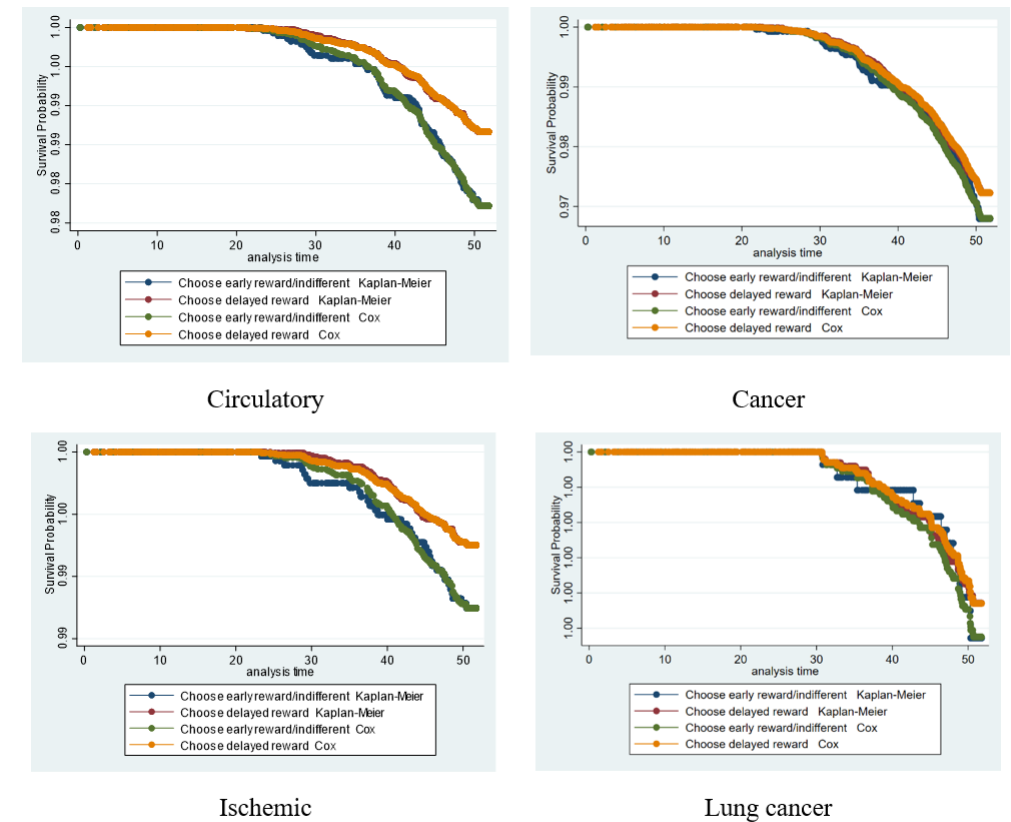 1.00
1.00
0.99
0.99
0.98
0.98
Survival Probability
0 10 20 30 40 50
analysis time
Choose early reward/indifferent Kaplan-Meier
Choose delayed reward Kaplan-Meier
Choose early reward/indifferent Cox
Choose delayed reward Cox
Circulatory
1.00
0.99
0.98
0.97
Survival Probability
0 10 20 30 40 50
analysis time
Choose early reward/indifferent Kaplan-Meier
Choose delayed reward Kaplan-Meier
Choose early reward/indifferent Cox
Choose delayed reward Cox
Cancer
1.00
1.00
0.99
0.99
Survival Probability
0 10 20 30 40 50
analysis time
Choose early reward/indifferent Kaplan-Meier
Choose delayed reward Kaplan-Meier
Choose early reward/indifferent Cox
Choose delayed reward Cox
Ischemic
1.00
1.00
1.00
1.00
1.00
1.00
Survival Probability
0 10 20 30 40 50
analysis time
Choose early reward/indifferent Kaplan-Meier
Choose delayed reward Kaplan-Meier
Choose early reward/indifferent Cox
Choose delayed reward Cox
Lung cancer